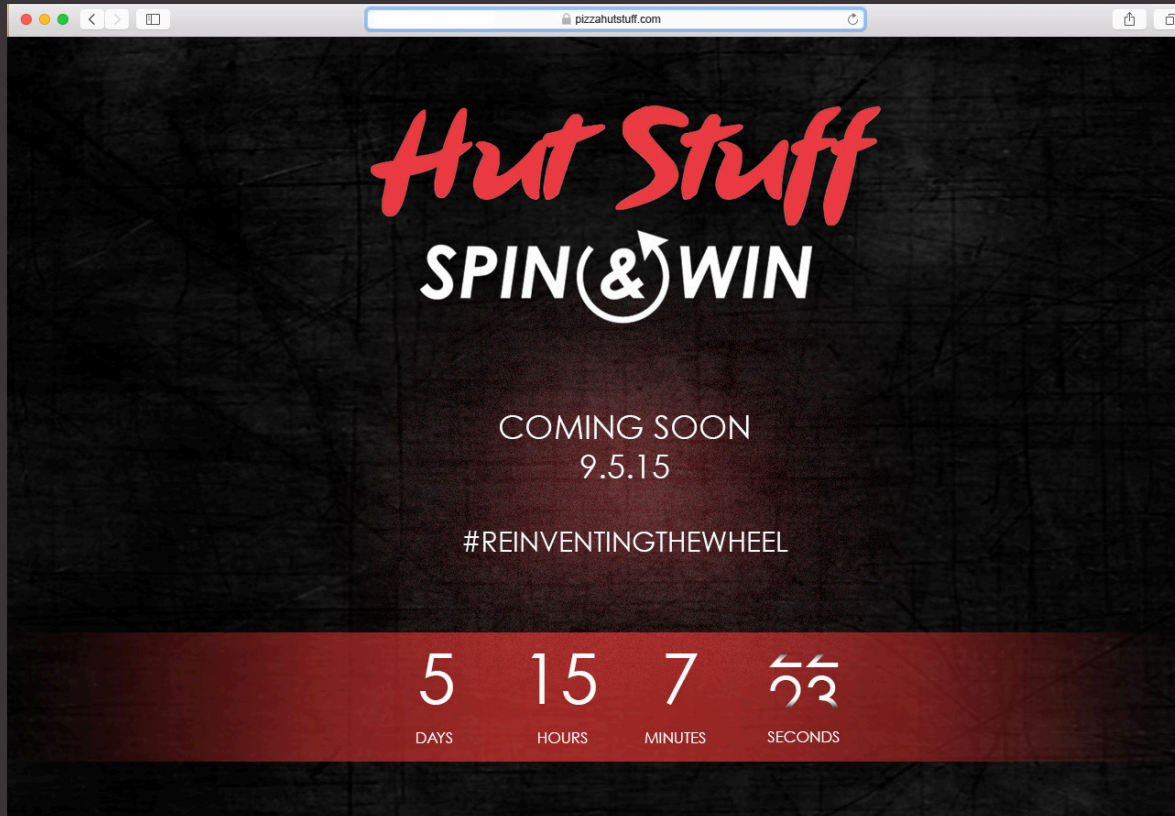 pizzahutstuff.com
Hut Stuff
SPIN & WIN
COMING SOON
9.5.15
#REINVENTINGTHEWHEEL
5 15 7
DAYS HOURS MINUTES SECONDS